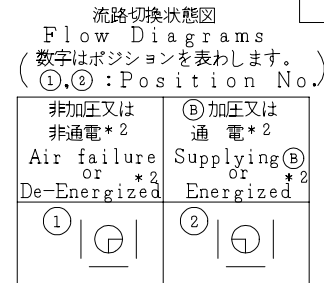 流路切換状態図
Flow Diagrams
(数字はポジションを表わします。
①,② :Position No.)
非加圧又は
非通電*2
Air failure
or *2
De-Energized
Ⓑ加圧又は
通 電*2
Supplying Ⓑ
or *2
Energized
①
②